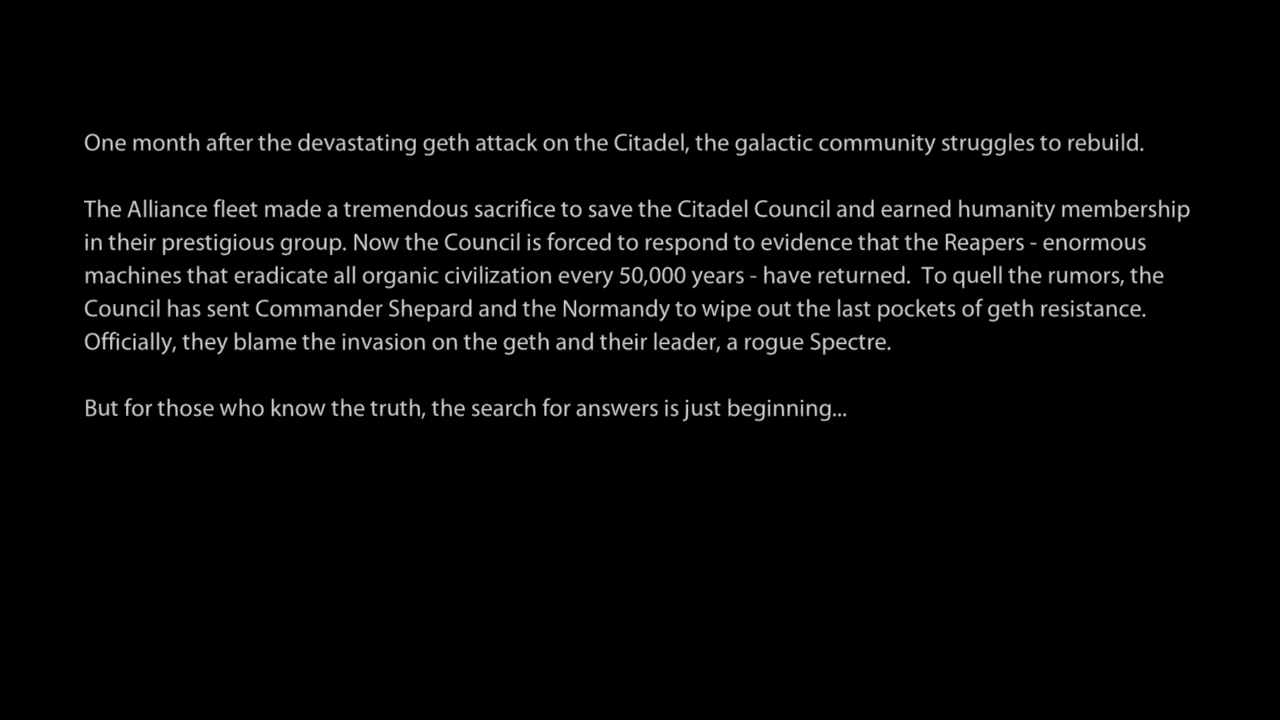 One month after the devastating geth attack on the Citadel, the galactic community struggles to rebuild.
The Alliance fleet made a tremendous sacrifice to save the Citadel Council and earned humanity membership
in their prestigious group. Now the Council is forced to respond to evidence that the Reapers - enormous
machines that eradicate all organic civilization every 50,000 years - have returned.  To quell the rumors, the
Council has sent Commander Shepard and the Normandy to wipe out the last pockets of geth resistance.
Officially, they blame the invasion on the geth and their leader, a rogue Spectre.
But for those who know the truth, the search for answers is just beginning...